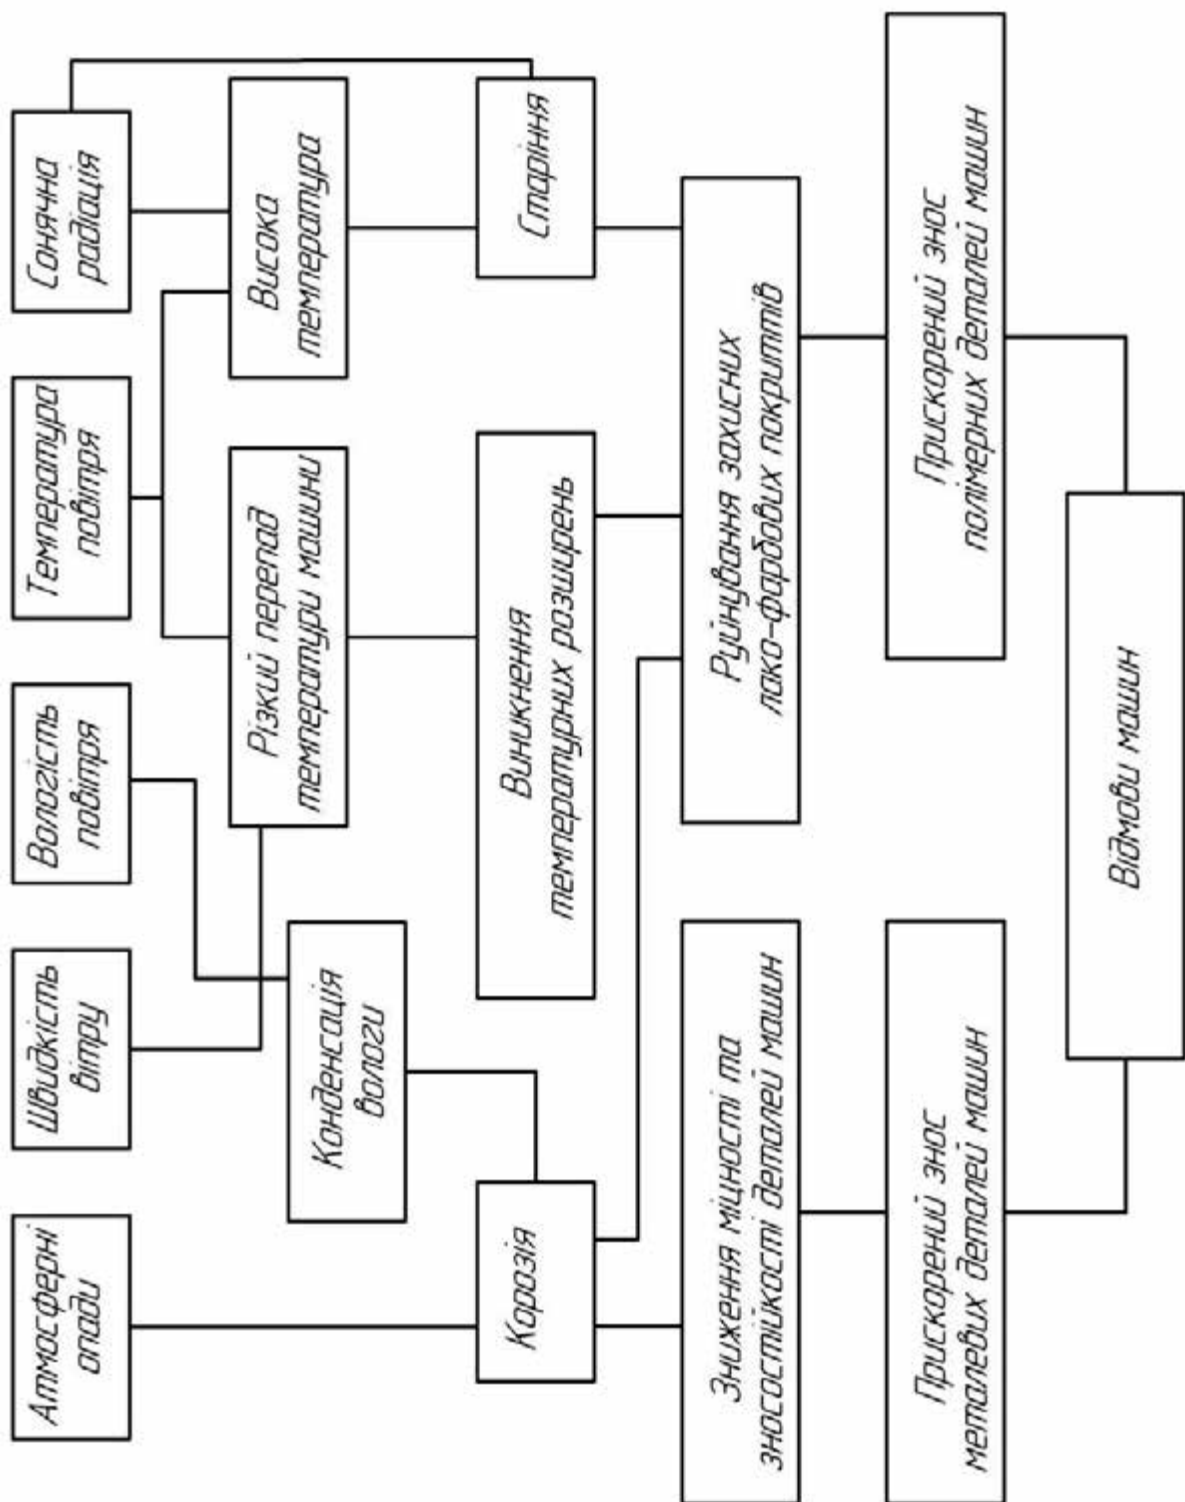 Атмосферні
опади
Швидкість
вітру
Вологість
повітря
Температура
повітря
Сонячна
радіація
Різкий перепад
температури машини
Висока
температура
Конденсація
вологи
Корозія
Виникнення
температурних розширень
Старіння
Зниження міцності та
зносостійкості деталей машин
Руйнування захисних
лако-фарбових покриттів
Прискорений знос
металевих деталей машин
Прискорений знос
полімерних деталей машин
Відмови машин